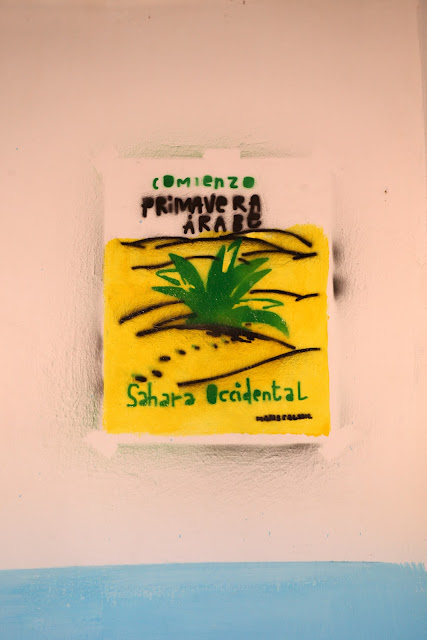 COMIENZO
PRIMAVERA
ÁRABE
Sahara Occidental